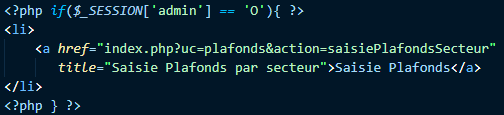 <?php if($_SESSION['admin'] == 'O'){ ?>
<li>
<a href="index.php?uc=plafonds&action=saisiePlafondsSecteur"
title="Saisie Plafonds par secteur">Saisie Plafonds</a>
</li>
<?php } ?>